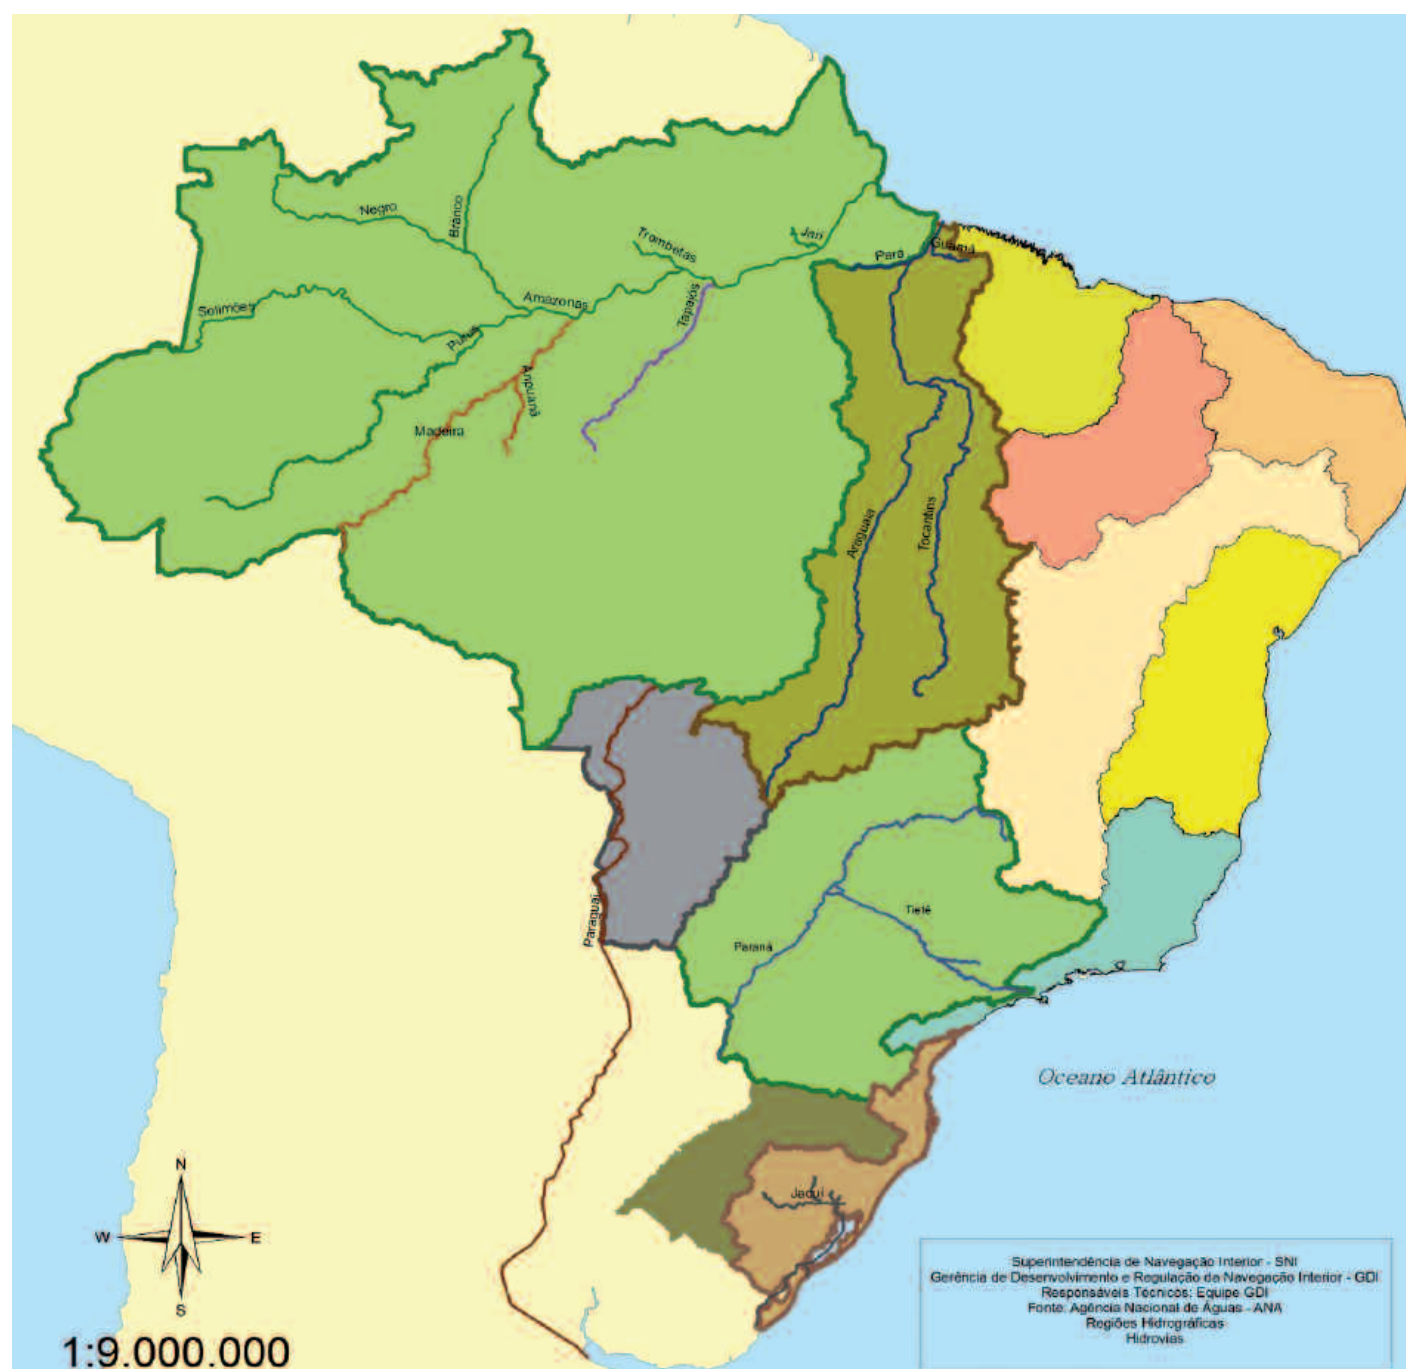 Negro
Branco
Trombetas
Jari
Pará
Guamá
Solimões
Amazonas
Purus
Tapajós
Aripuanã
Madeira
Araguaia
Tocantins
Paraguai
Paraná
Tietê
Oceano Atlântico
Jacuí
N
W
E
S
1:9.000.000
Superintendência de Navegação Interior - SNI
Gerência de Desenvolvimento e Regulação da Navegação Interior - GDI
Responsáveis Técnicos: Equipe GDI
Fonte: Agência Nacional de Águas - ANA
Regiões Hidrográficas
Hidrovias